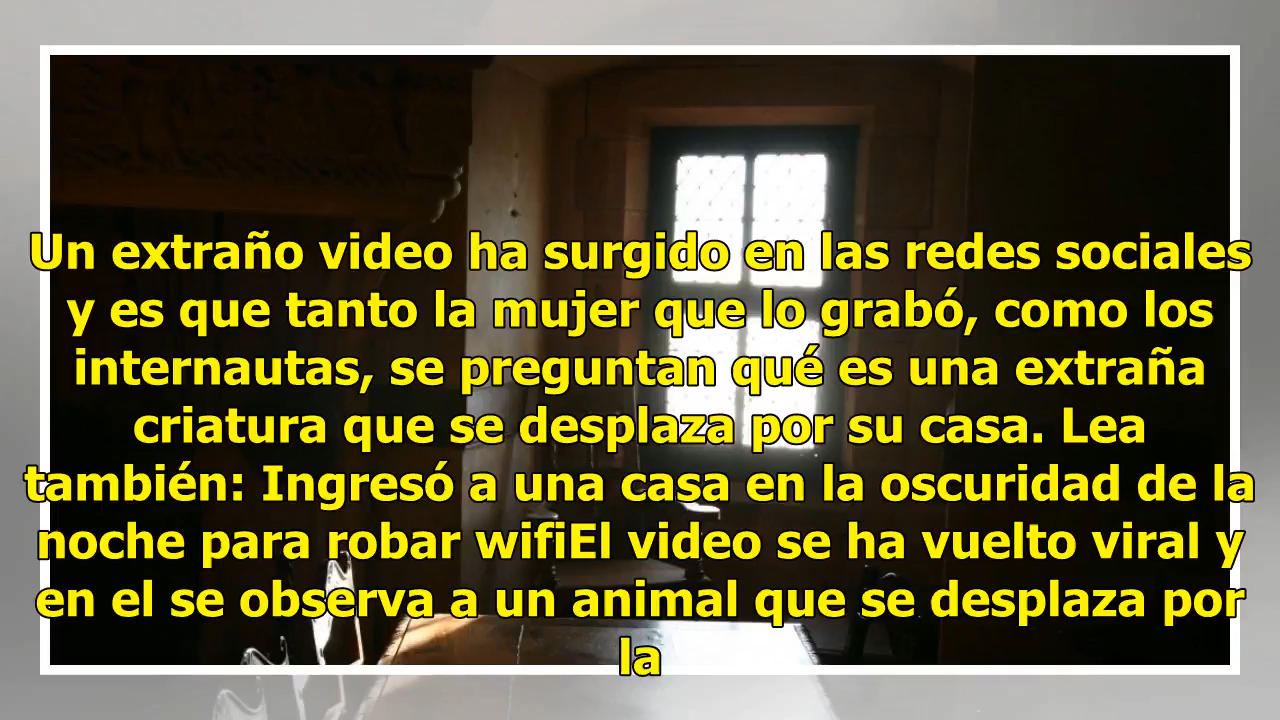 Un extraño video ha surgido en las redes sociales
y es que tanto la mujer que lo grabó, como los
internautas, se preguntan qué es una extraña
criatura que se desplaza por su casa. Lea
también: Ingresó a una casa en la oscuridad de la
noche para robar wifiEl video se ha vuelto viral y
en el se observa a un animal que se desplaza por
la